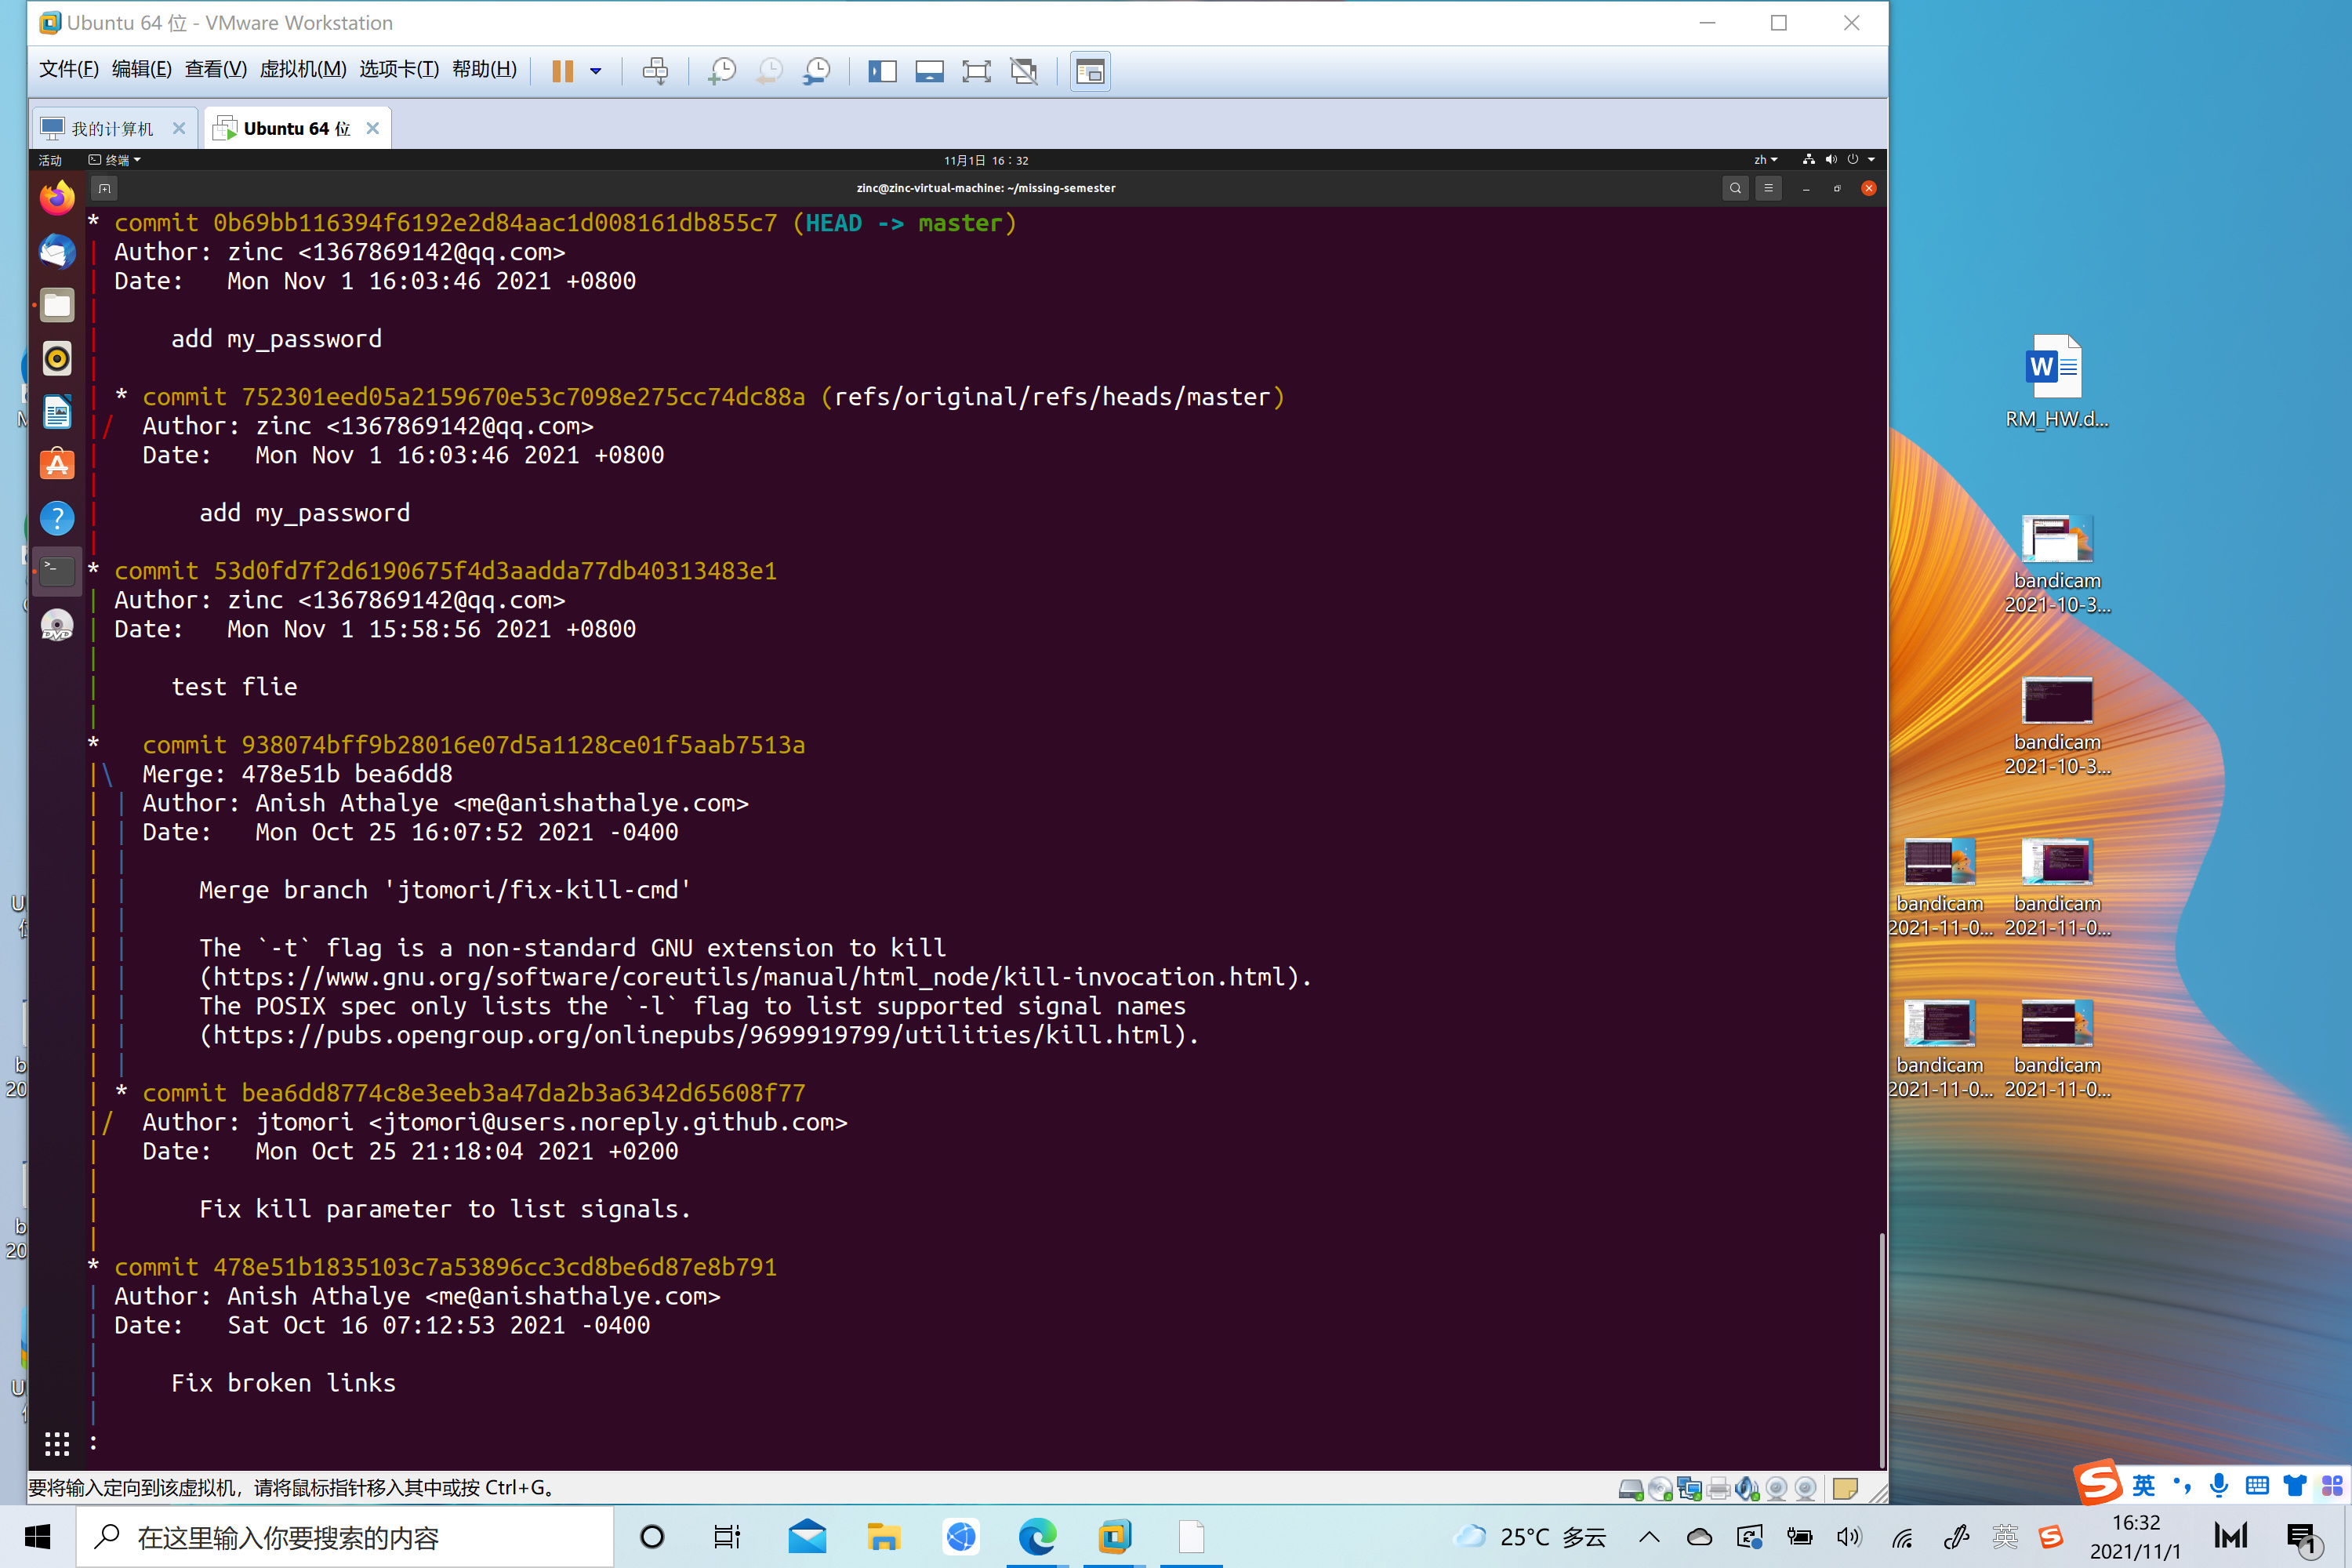 Ubuntu 64 位 - VMware Workstation
文件(F) 编辑(E) 查看(V) 虚拟机(M) 选项卡(T) 帮助(H)
我的计算机
Ubuntu 64 位
活动 终端 11月1日 16：32 zh
zinc@zinc-virtual-machine: ~/missing-semester
* commit 0b69bb116394f6192e2d84aac1d008161db855c7 (HEAD -> master)
| Author: zinc <1367869142@qq.com>
| Date:   Mon Nov 1 16:03:46 2021 +0800
|
|     add my_password
|
| * commit 752301eed05a2159670e53c7098e275cc74dc88a (refs/original/refs/heads/master)
|/  Author: zinc <1367869142@qq.com>
|   Date:   Mon Nov 1 16:03:46 2021 +0800
|
|       add my_password
|
* commit 53d0fd7f2d6190675f4d3aadda77db40313483e1
| Author: zinc <1367869142@qq.com>
| Date:   Mon Nov 1 15:58:56 2021 +0800
|
|     test flie
|
*   commit 938074bff9b28016e07d5a1128ce01f5aab7513a
|\  Merge: 478e51b bea6dd8
| | Author: Anish Athalye <me@anishathalye.com>
| | Date:   Mon Oct 25 16:07:52 2021 -0400
| |
| |     Merge branch 'jtomori/fix-kill-cmd'
| |
| |     The `-t` flag is a non-standard GNU extension to kill
| |     (https://www.gnu.org/software/coreutils/manual/html_node/kill-invocation.html).
| |     The POSIX spec only lists the `-l` flag to list supported signal names
| |     (https://pubs.opengroup.org/onlinepubs/9699919799/utilities/kill.html).
| |
| * commit bea6dd8774c8e3eeb3a47da2b3a6342d65608f77
|/  Author: jtomori <jtomori@users.noreply.github.com>
|   Date:   Mon Oct 25 21:18:04 2021 +0200
|
|       Fix kill parameter to list signals.
|
* commit 478e51b1835103c7a53896cc3cd8be6d87e8b791
| Author: Anish Athalye <me@anishathalye.com>
| Date:   Sat Oct 16 07:12:53 2021 -0400
|
|     Fix broken links
|
:
DVD
要将输入定向到该虚拟机，请将鼠标指针移入其中或按 Ctrl+G。
W
RM_HW.d...
bandicam
2021-10-3...
bandicam
2021-10-3...
bandicam
2021-11-0...
bandicam
2021-11-0...
bandicam
2021-11-0...
bandicam
2021-11-0...
英
在这里输入你要搜索的内容
25°C 多云
英
16:32
2021/11/1
1